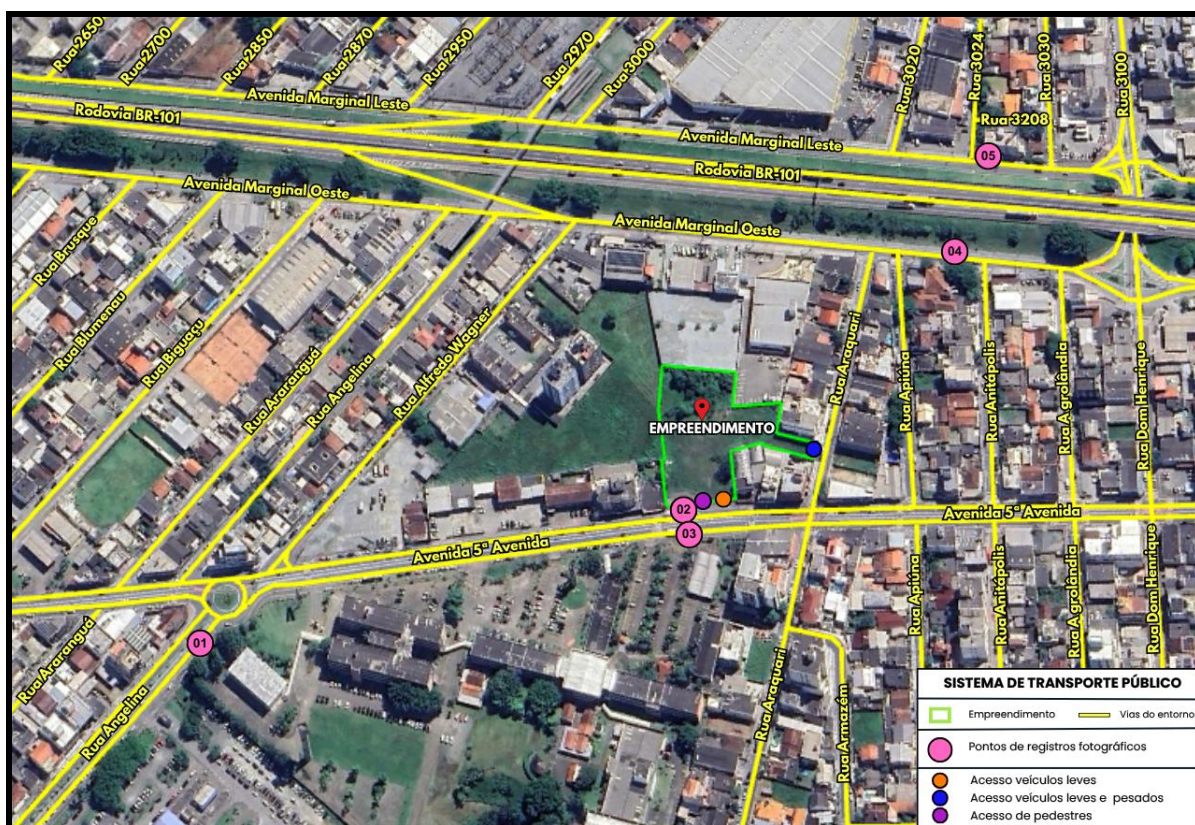 Rua 2650
Rua 2700
Rua 2850
Rua 2870
Rua 2950
Rua 2970
Rua 3000
Rua 3020
Rua 3024
Rua 3030
Rua 3100
Avenida Marginal Leste
Rodovia BR-101
Rua 3208
Avenida Marginal Leste
05
Rodovia BR-101
Avenida Marginal Oeste
Avenida Marginal Oeste
04
Rua Brusque
Rua Blumenau
Rua Biguaçu
Rua Araranguá
Rua Angelina
Rua Alfredo Wagner
Rua Araquari
Rua Apiúna
Rua Anitápolis
Rua A.grolândia
Rua Dom Henrique
EMPREENDIMENTO
02
03
Avenida 5ª Avenida
Avenida 5ª Avenida
01
Rua Araranguá
Rua Angelina
Rua Araquari
Rua Armazém
Rua Apiúna
Rua Anitápolis
Rua A.grolândia
Rua Dom Henrique
SISTEMA DE TRANSPORTE PÚBLICO
Empreendimento
Vias do entorno
Pontos de registros fotográficos
Acesso veículos leves
Acesso veículos leves e pesados
Acesso de pedestres